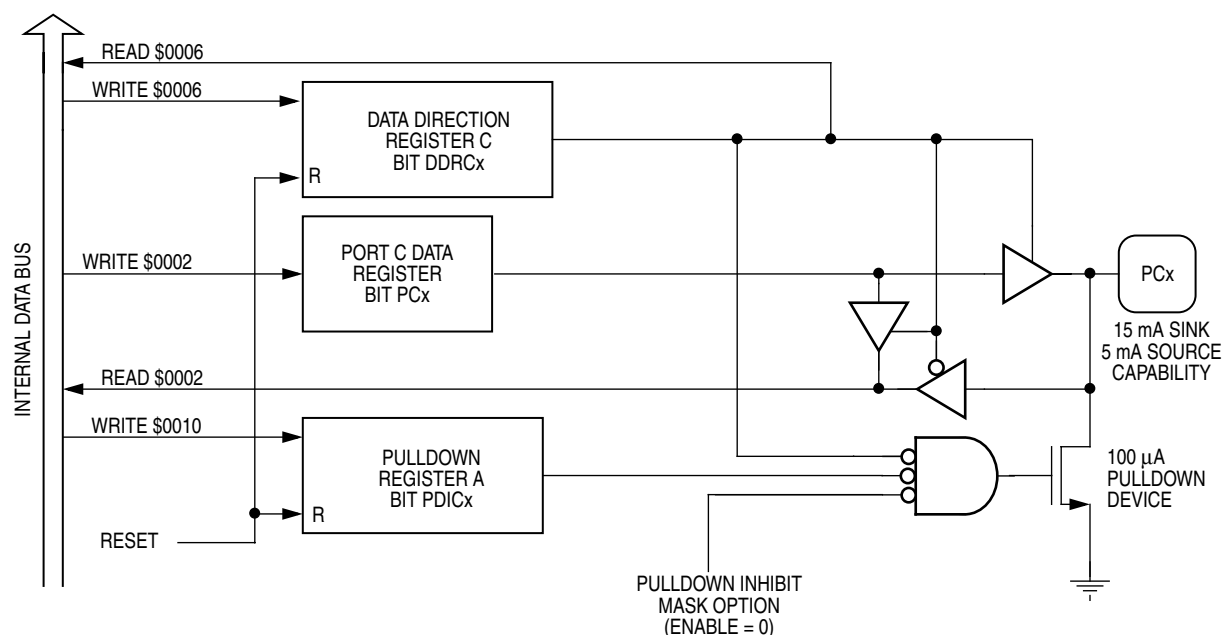 READ $0006
WRITE $0006
DATA DIRECTION
REGISTER C
BIT DDRCx
R
INTERNAL DATA BUS
WRITE $0002
PORT C DATA
REGISTER
BIT PCx
PCx
15 mA SINK
5 mA SOURCE
CAPABILITY
READ $0002
WRITE $0010
PULLDOWN
REGISTER A
BIT PDICx
R
100 μA
PULLDOWN
DEVICE
RESET
PULLDOWN INHIBIT
MASK OPTION
(ENABLE = 0)